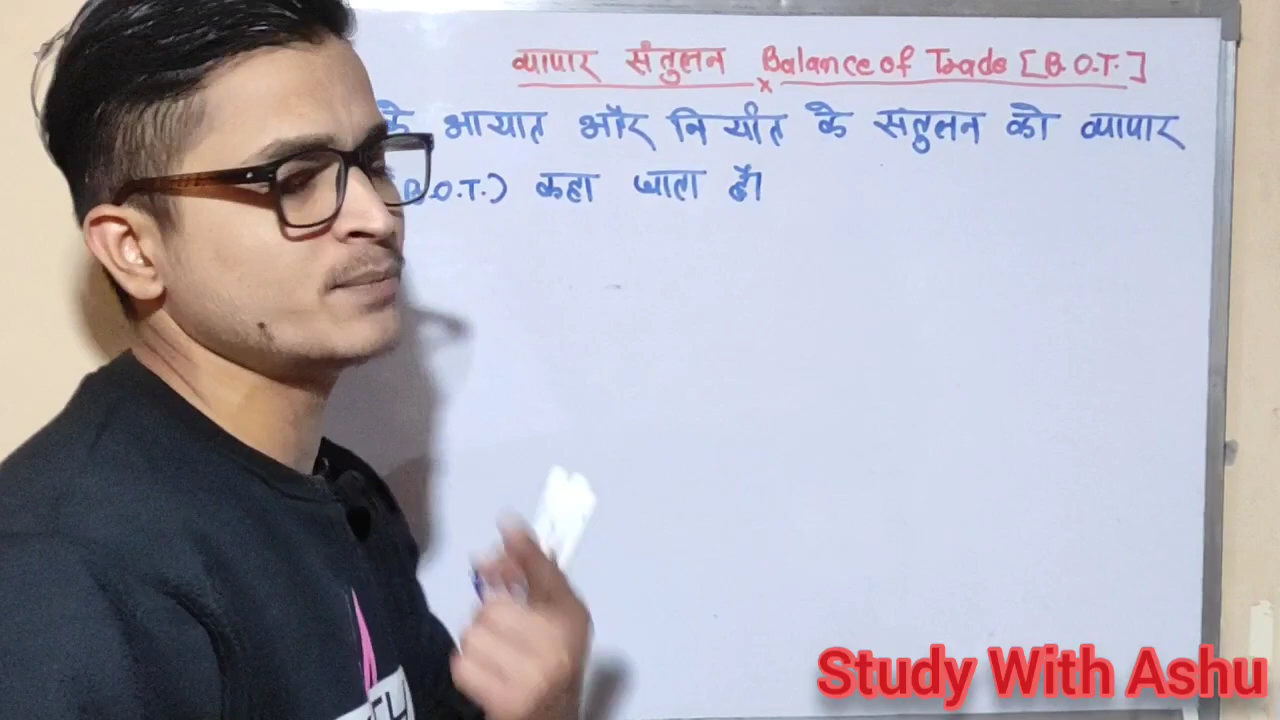 व्यापार संतुलन Balance of Trade [B.O.T.]
के आयात और निर्यात के संतुलन को व्यापार
B.O.T.) कहा जाता है।
Study With Ashu